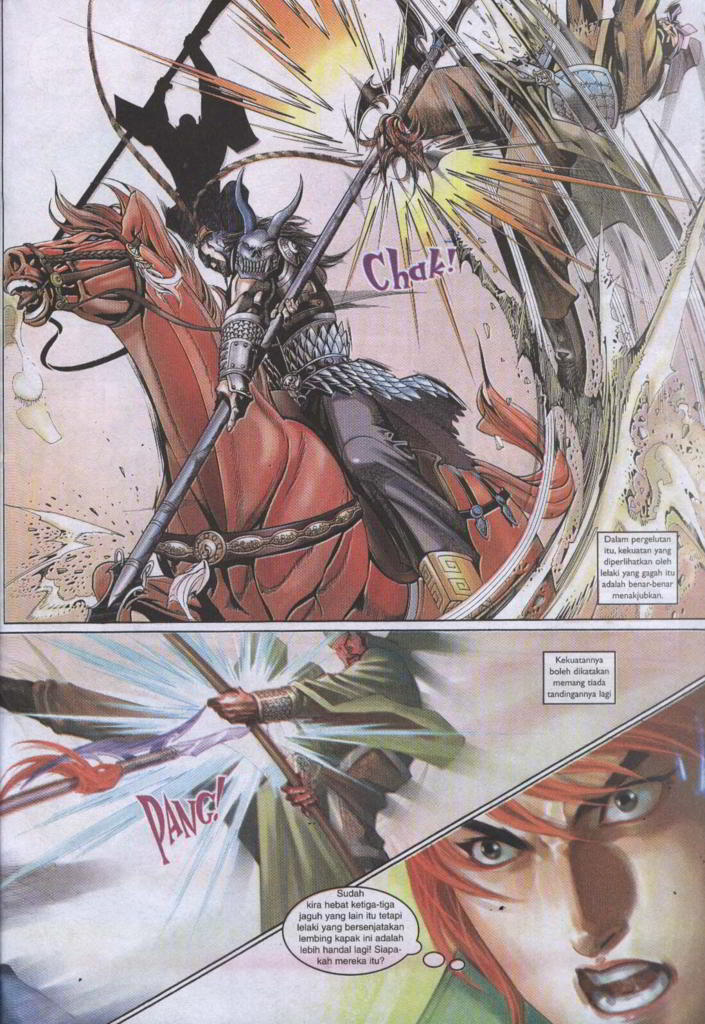 Chak!
Dalam pergelutan
itu, kekuatan yang
diperlihatkan oleh
lelaki yang gagah itu
adalah benar-benar
menakjubkan.
Kekuatannya
boleh dikatakan
memang tiada
tandingannya lagi
PANG!
Sudah
kira hebat ketiga-tiga
jaguh yang lain itu tetapi
lelaki yang bersenjatakan
lembing kapak ini adalah
lebih handal lagi! Siapa-
kah mereka itu?